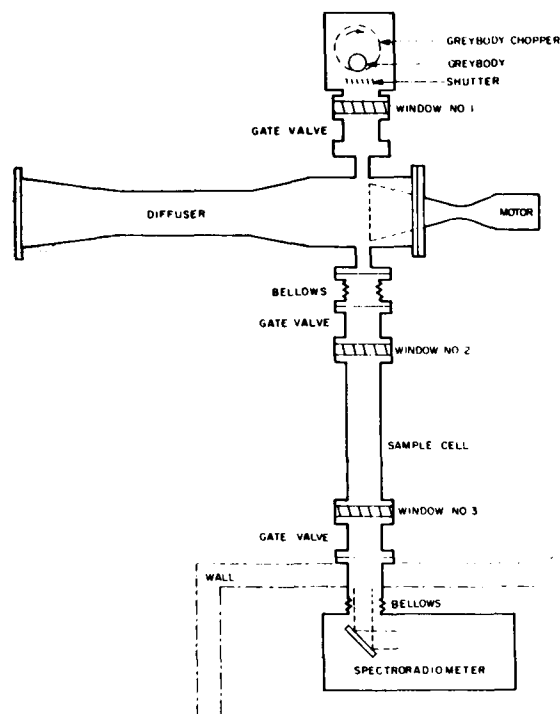 GREYBODY CHOPPER
GREYBODY
SHUTTER
WINDOW NO. 1
GATE VALVE
DIFFUSER
MOTOR
BELLOWS
GATE VALVE
WINDOW NO. 2
SAMPLE CELL
WINDOW NO. 3
GATE VALVE
WALL
BELLOWS
SPECTRORADIOMETER